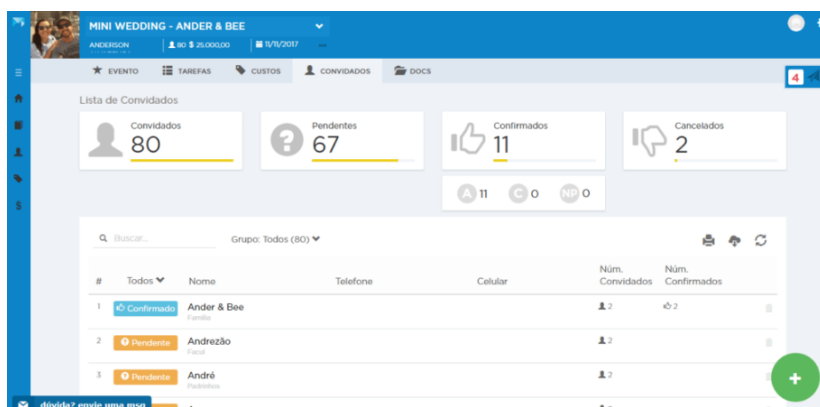 MINI WEDDING - ANDER & BEE
ANDERSON 80 $ 25.000,00 11/11/2017
EVENTO TAREFAS CUSTOS CONVIDADOS DOCS
4
Lista de Convidados
Convidados
80
Pendentes
67
Confirmados
11
Cancelados
2
A 11 C 0 NP 0
Buscar... Grupo: Todos (80)
# Todos Nome Telefone Celular Núm. Convidados Núm. Confirmados
1 Confirmado Ander & Bee 2 2
Família
2 Pendente Andrezão 2
Facul
3 Pendente André 2
Padrinhos
+
dúvida? envie uma msg